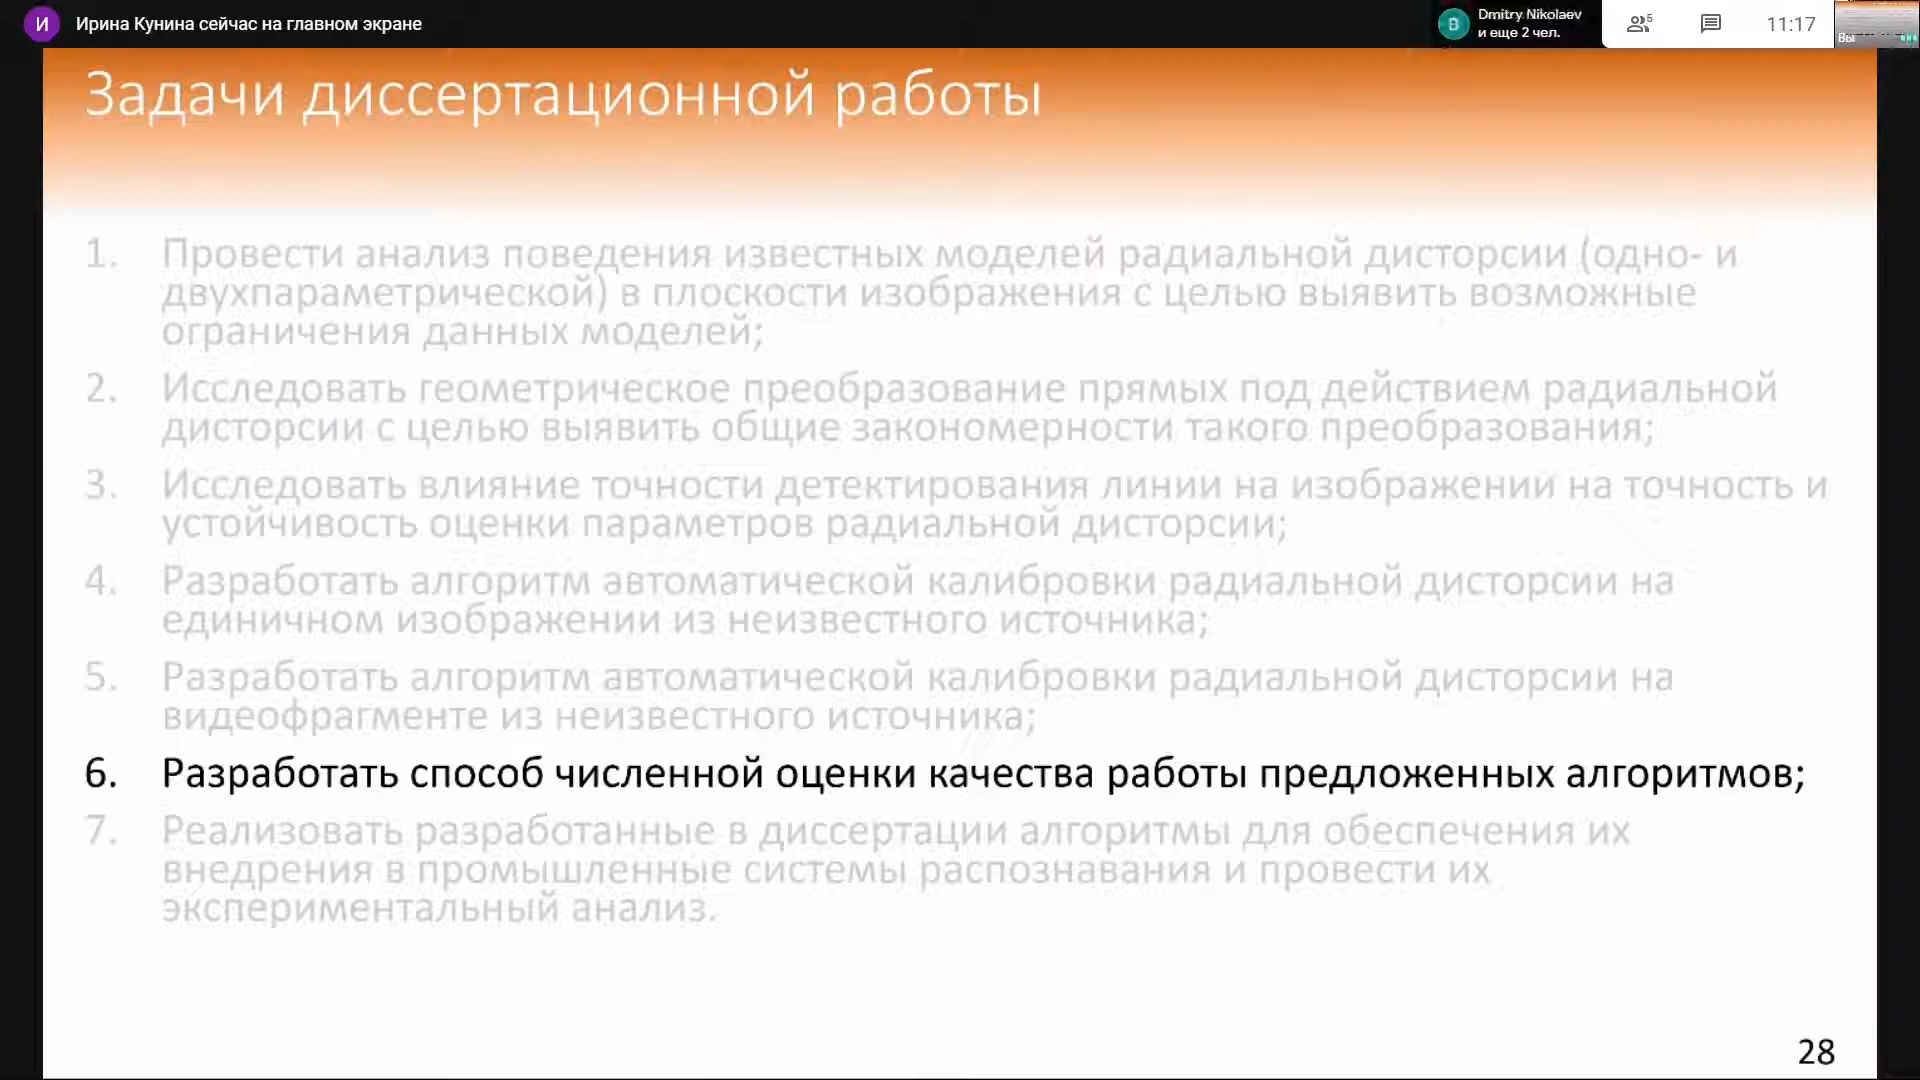 И Ирина Кунина сейчас на главном экране
В Dmitry Nikolaev
и еще 2 чел.
5
11:17
Вы
Задачи диссертационной работы
1. Провести анализ поведения известных моделей радиальной дисторсии (одно- и
двухпараметрической) в плоскости изображения с целью выявить возможные
ограничения данных моделей;
2. Исследовать геометрическое преобразование прямых под действием радиальной
дисторсии с целью выявить общие закономерности такого преобразования;
3. Исследовать влияние точности детектирования линии на изображении на точность и
устойчивость оценки параметров радиальной дисторсии;
4. Разработать алгоритм автоматической калибровки радиальной дисторсии на
единичном изображении из неизвестного источника;
5. Разработать алгоритм автоматической калибровки радиальной дисторсии на
видеофрагменте из неизвестного источника;
6. Разработать способ численной оценки качества работы предложенных алгоритмов;
7. Реализовать разработанные в диссертации алгоритмы для обеспечения их
внедрения в промышленные системы распознавания и провести их
экспериментальный анализ.
28